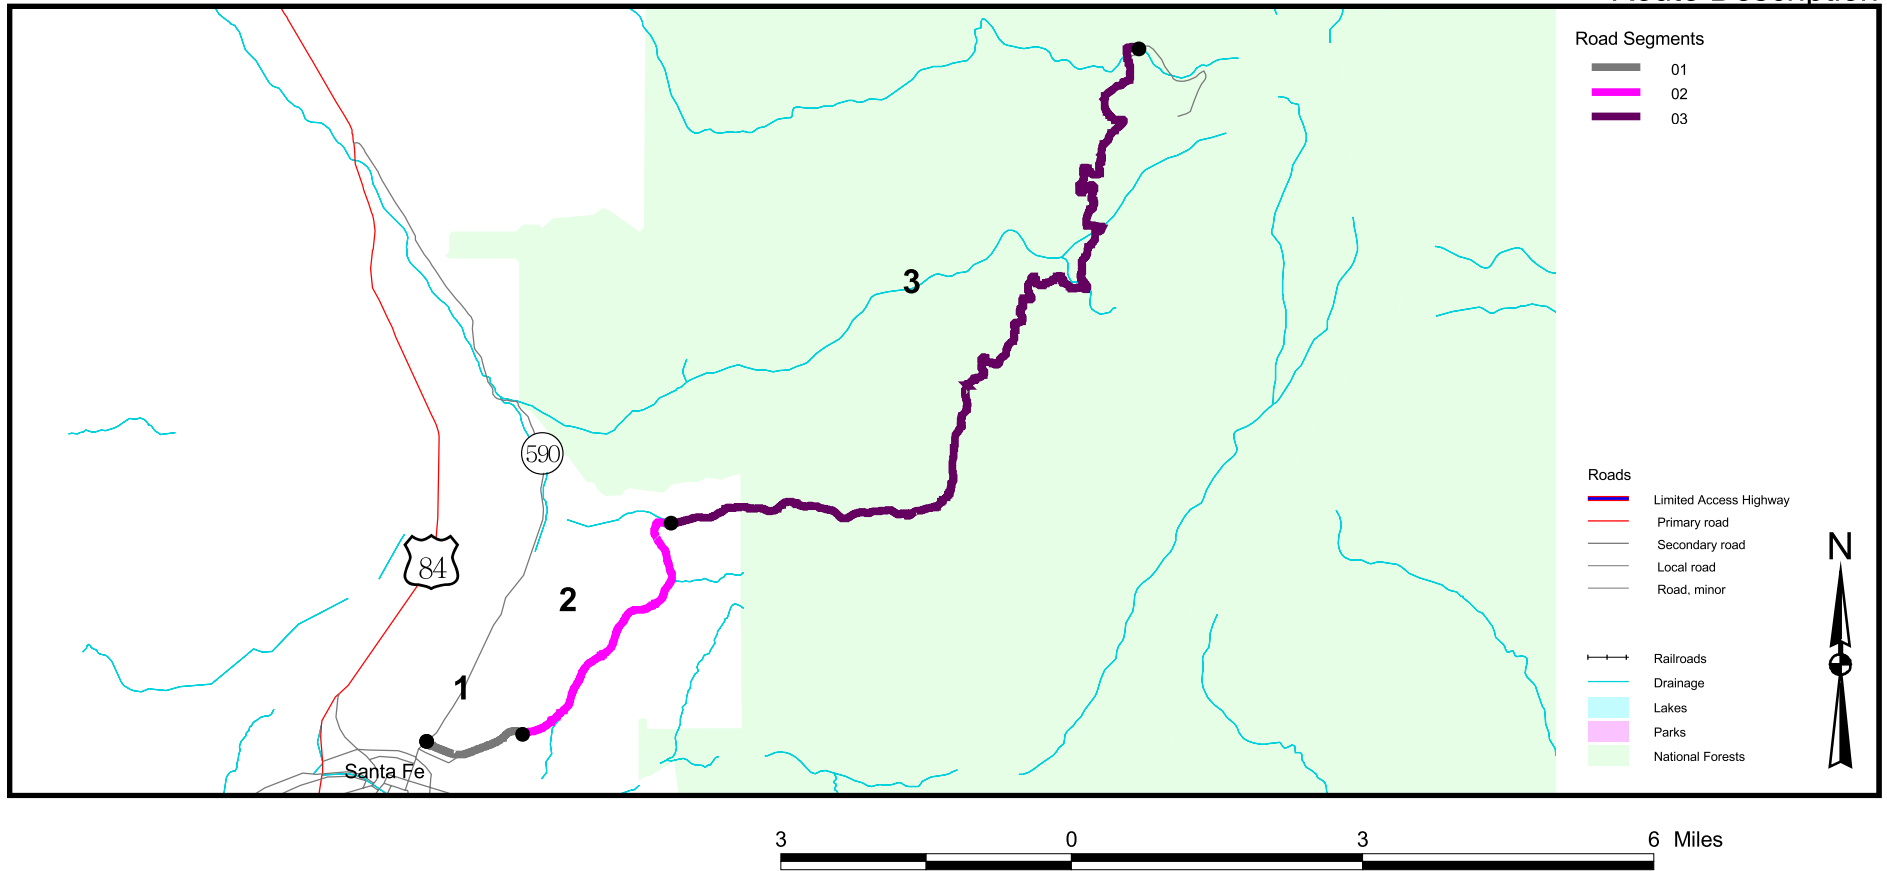 Road Segments
01
02
03
3
590
84
2
1
Santa Fe
Roads
Limited Access Highway
Primary road
Secondary road
Local road
Road, minor
Railroads
Drainage
Lakes
Parks
National Forests
N
3 0 3 6 Miles